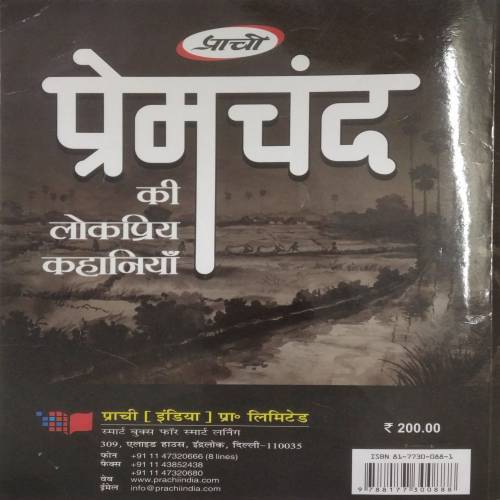 प्राची
प्रेमचंद
की
लोकप्रिय
कहानियाँ
प्राची [ इंडिया ] प्रा॰ लिमिटेड
स्मार्ट बुक्स फॉर स्मार्ट लर्निंग
309, एलाइड हाउस, इंद्रलोक, दिल्ली-110035
फोन +91 11 47320666 (8 lines)
फैक्स +91 11 43852438
+91 11 47320680
वेब www.prachiindia.com
ईमेल info@prachiindia.com
₹ 200.00
ISBN 81-7730-088-1
9788177300888